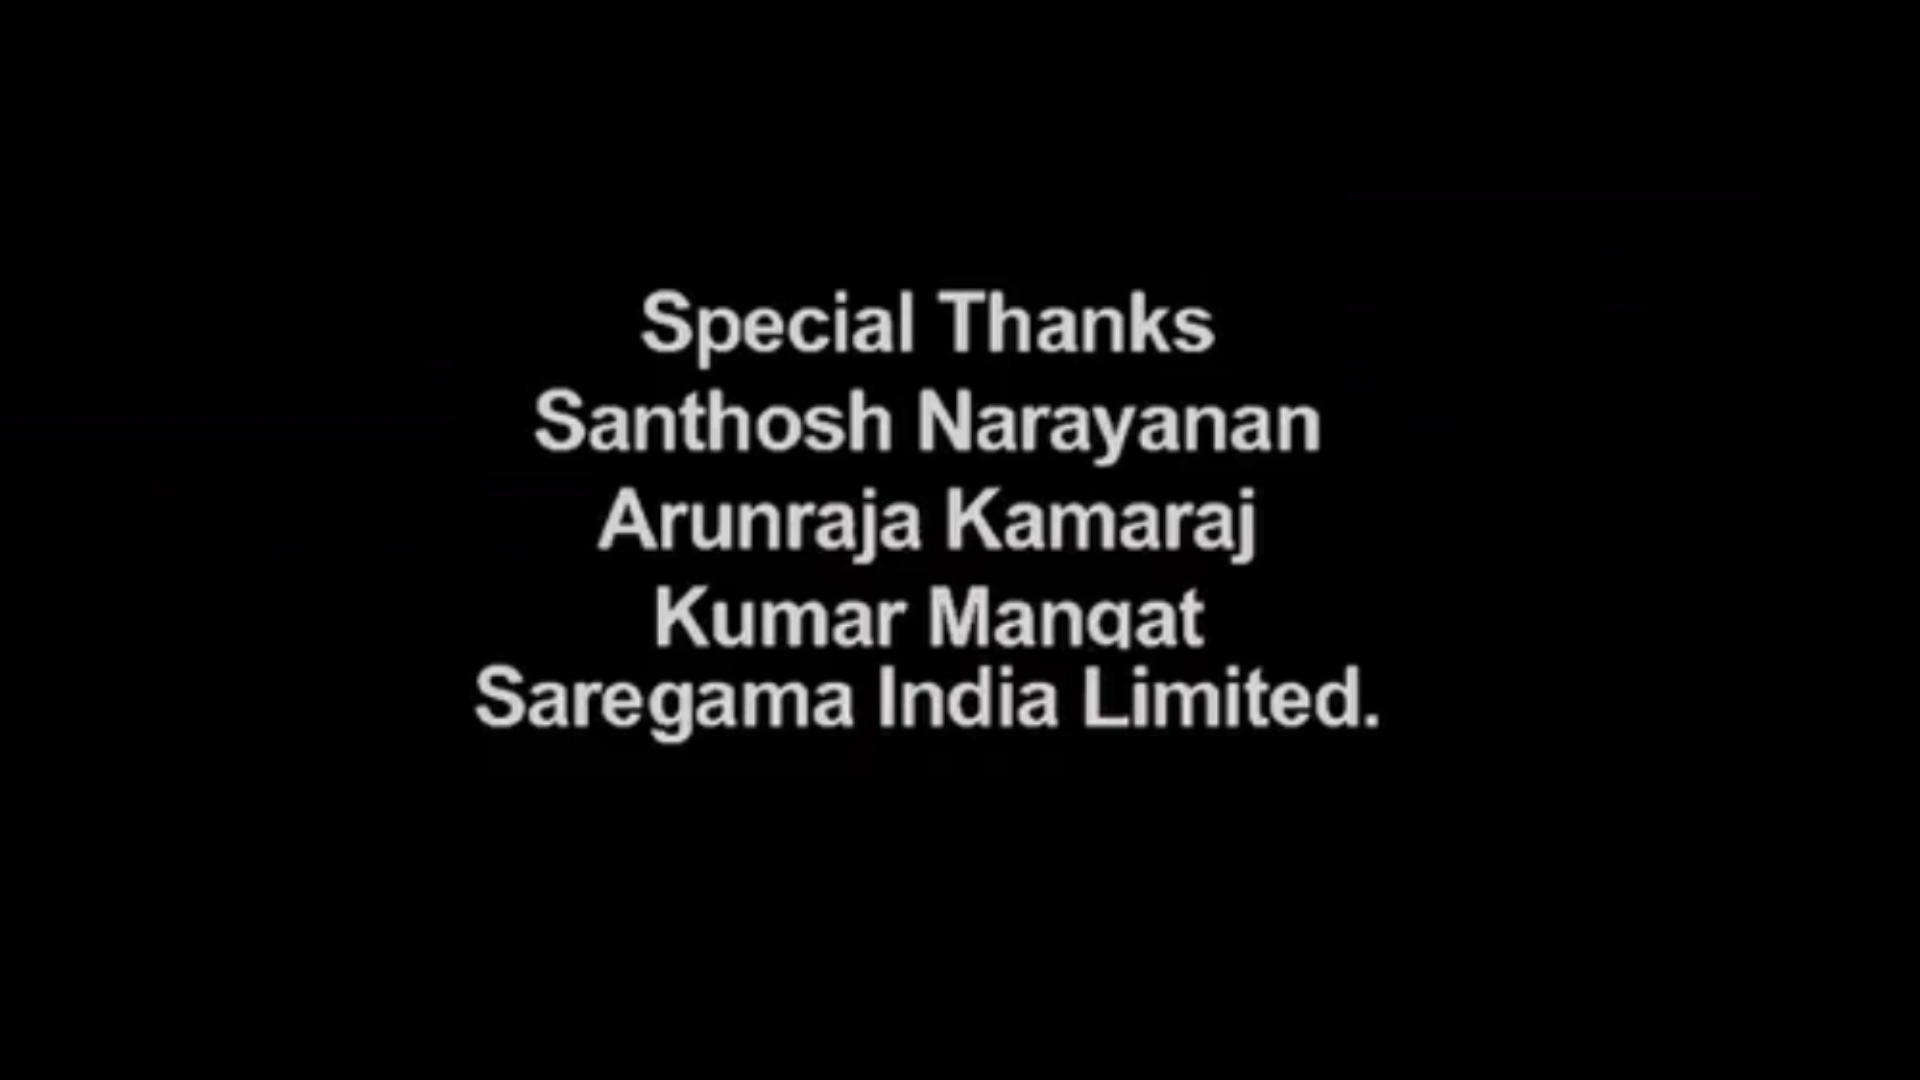 Special Thanks
Santhosh Narayanan
Arunraja Kamaraj
Kumar Mangat
Saregama India Limited.